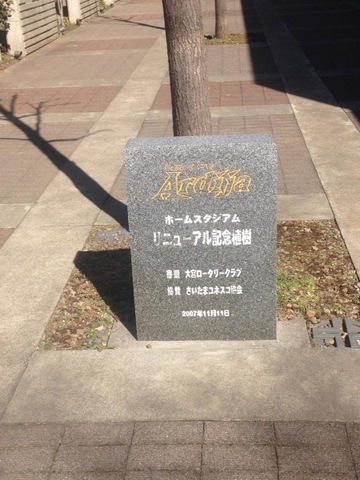 Ardija
ホームスタジアム
リニューアル記念植樹
寄贈 大宮ロータリークラブ
協賛 さいたまユネスコ協会
2007年11月11日